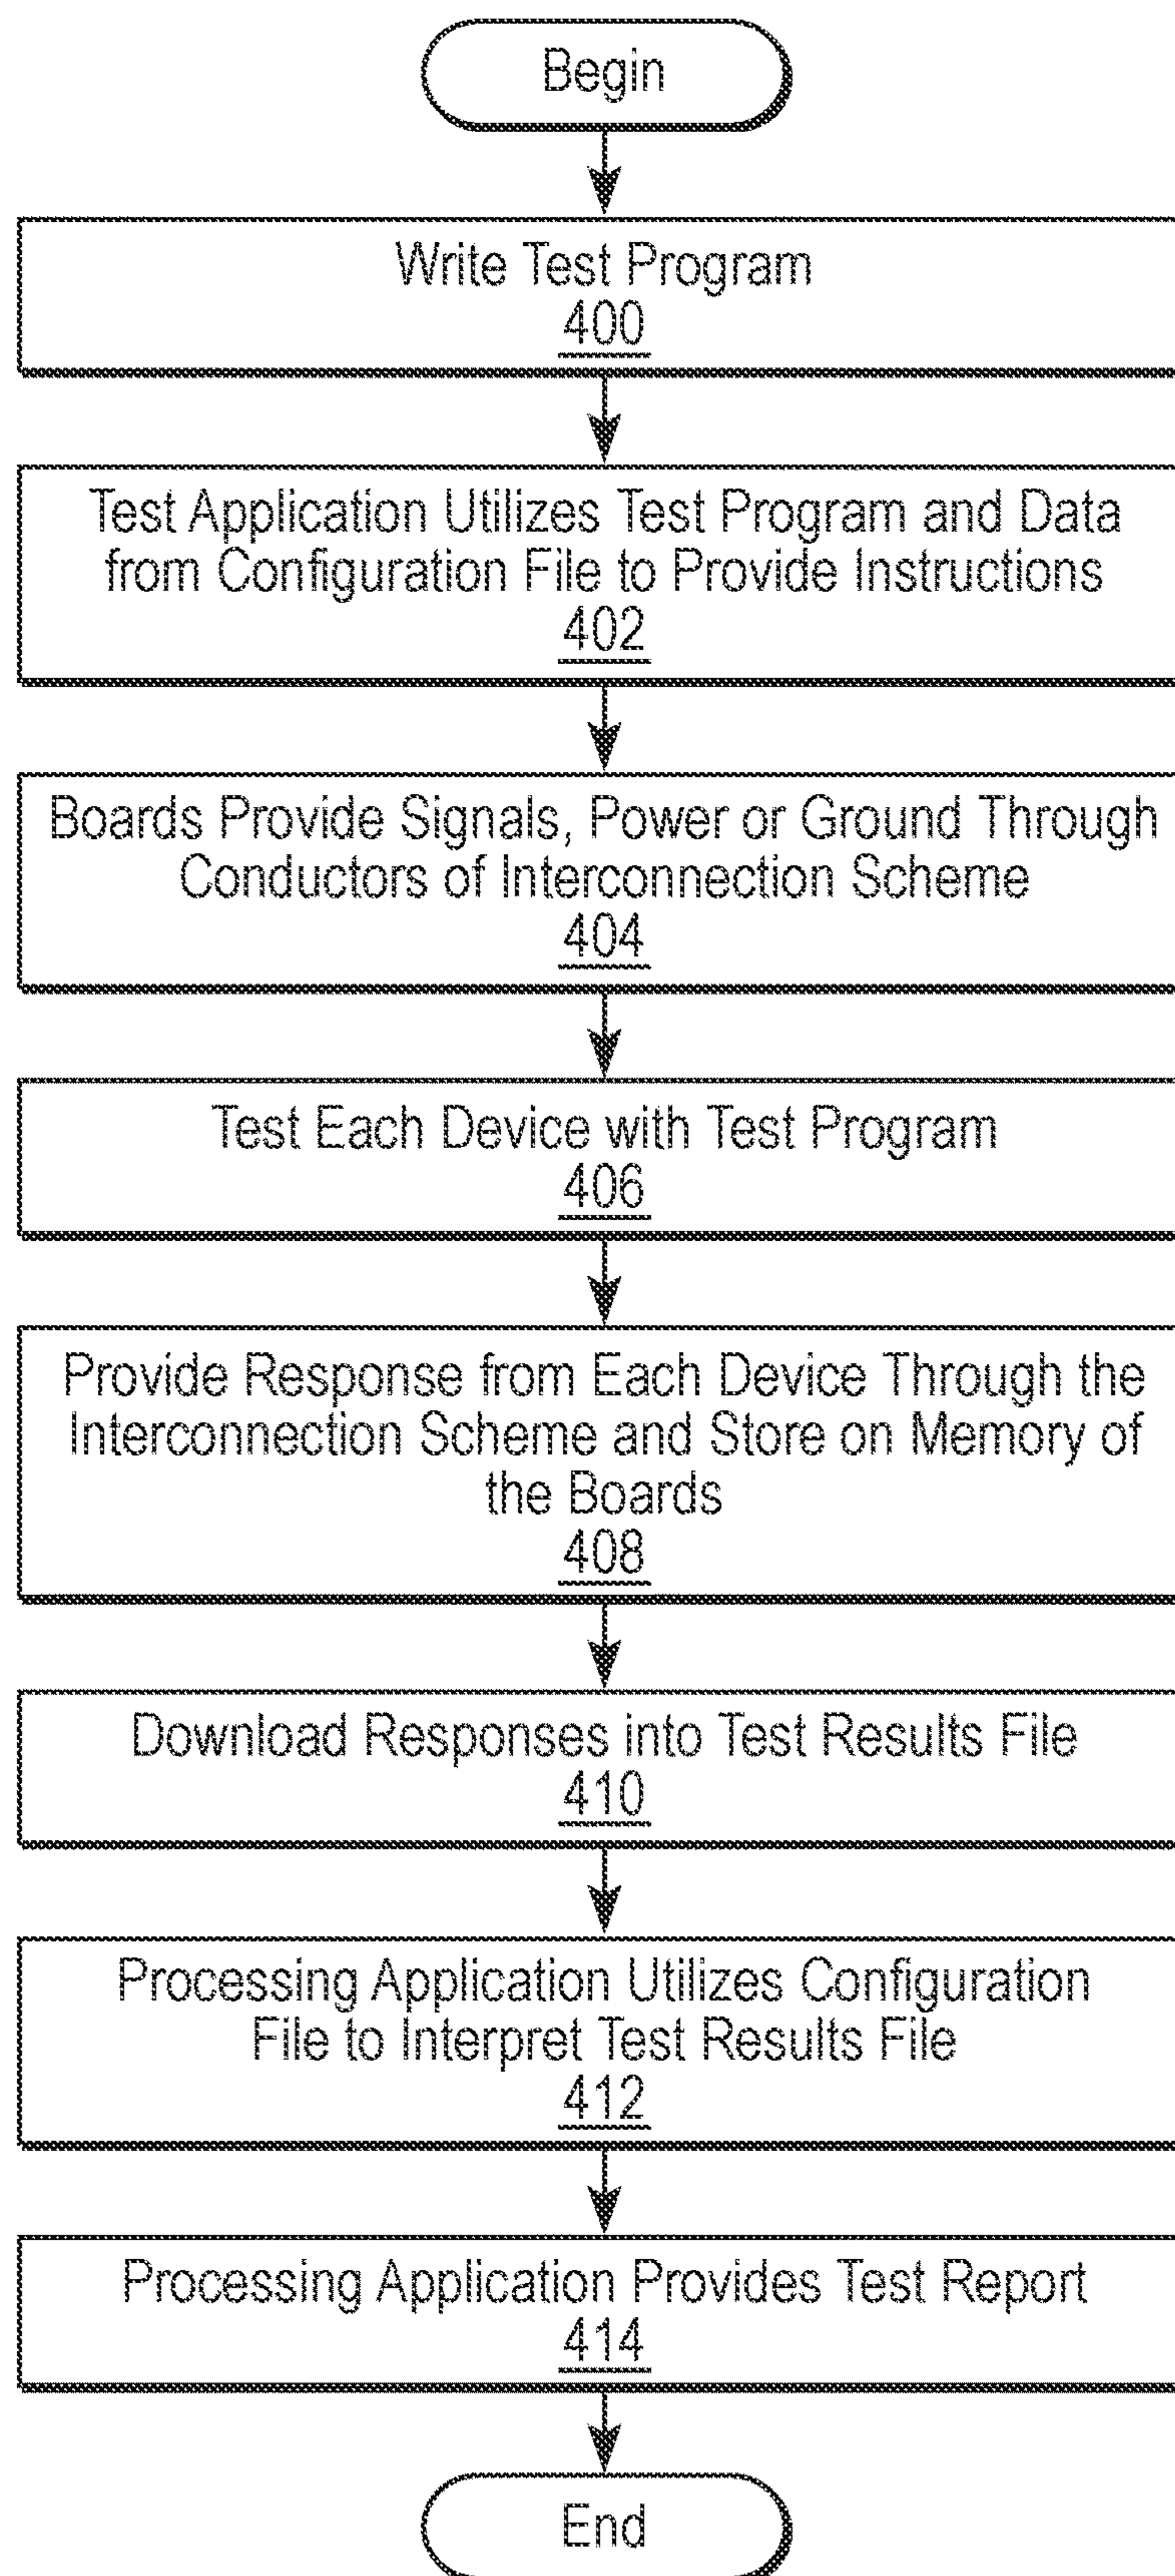 Begin
Write Test Program
400
Test Application Utilizes Test Program and Data
from Configuration File to Provide Instructions
402
Boards Provide Signals, Power or Ground Through
Conductors of Interconnection Scheme
404
Test Each Device with Test Program
406
Provide Response from Each Device Through the
Interconnection Scheme and Store on Memory of
the Boards
408
Download Responses into Test Results File
410
Processing Application Utilizes Configuration
File to Interpret Test Results File
412
Processing Application Provides Test Report
414
End